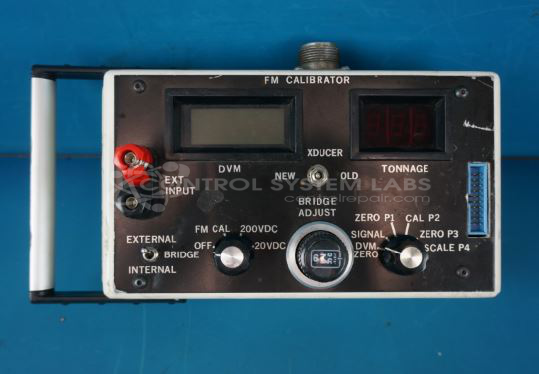 FM CALIBRATOR
XDUCER
DVM
TONNAGE
NEW
OLD
EXT
INPUT
CONTROL SYSTEM LABS
BRIDGE
ADJUST
ZERO P1
CAL P2
FM CAL
200VDC
SIGNAL
ZERO P3
EXTERNAL
OFF
-20VDC
DVM
SCALE P4
BRIDGE
ZERO
INTERNAL